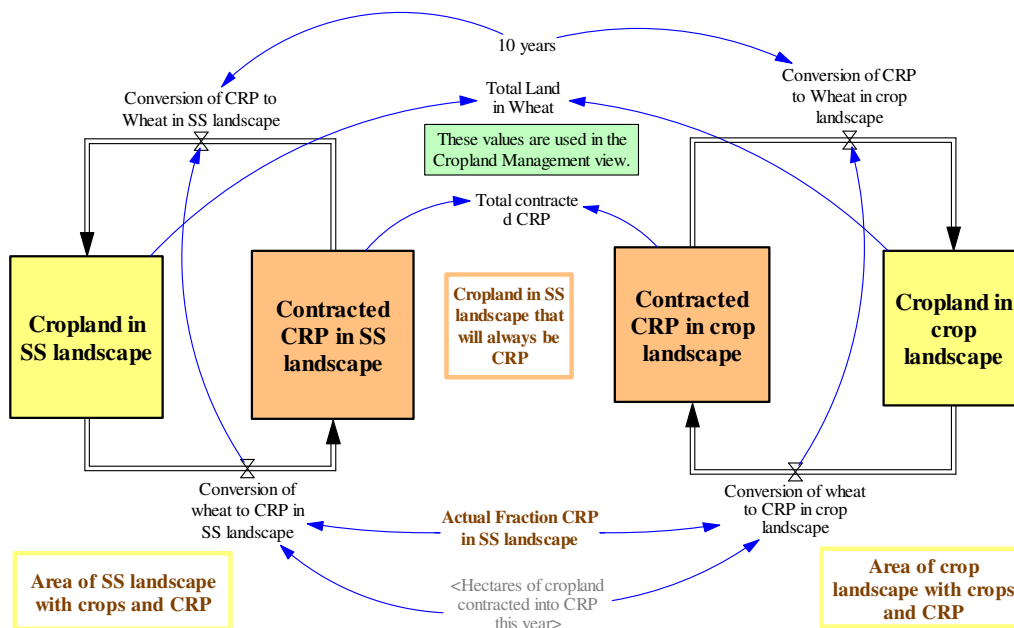 10 years
Conversion of CRP to
Wheat in SS landscape
Total Land
in Wheat
Conversion of CRP
to Wheat in crop
landscape
These values are used in the
Cropland Management view.
Total contracte
d CRP
Cropland in
SS landscape
Contracted
CRP in SS
landscape
Cropland in SS
landscape that
will always be
CRP
Contracted
CRP in crop
landscape
Cropland in
crop
landscape
Conversion of
wheat to CRP in
SS landscape
Actual Fraction CRP
in SS landscape
Conversion of wheat
to CRP in crop
landscape
Area of SS landscape
with crops and CRP
<Hectares of cropland
contracted into CRP
this year>
Area of crop
landscape with crops
and CRP